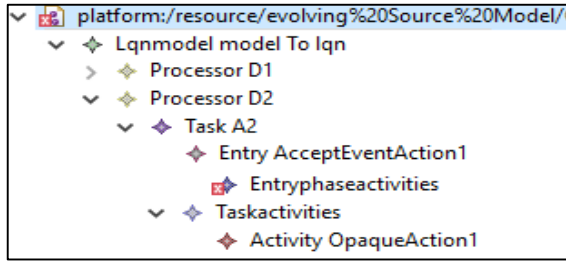 platform:/resource/evolving%20Source%20Model/
Lqnmodel model To lqn
Processor D1
Processor D2
Task A2
Entry AcceptEventAction1
Entryphaseactivities
Taskactivities
Activity OpaqueAction1